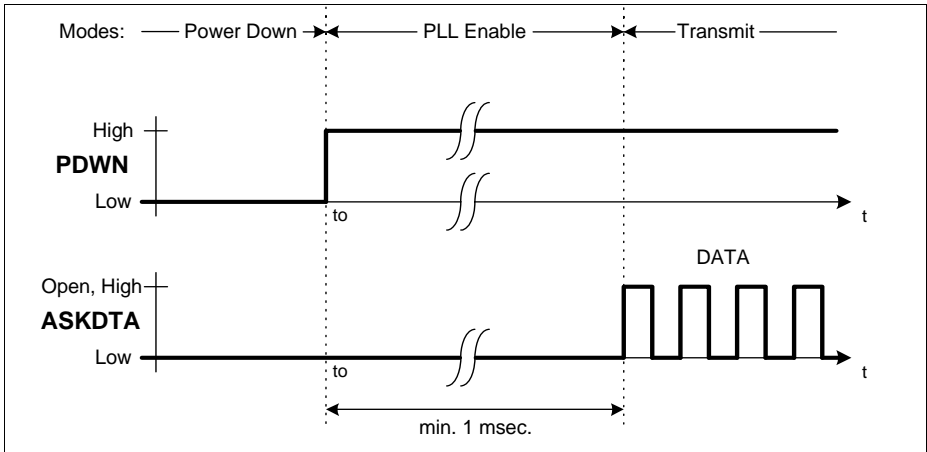 Modes: Power Down PLL Enable Transmit
High
PDWN
Low
to
t
DATA
Open, High
ASKDTA
Low
to
t
min. 1 msec.